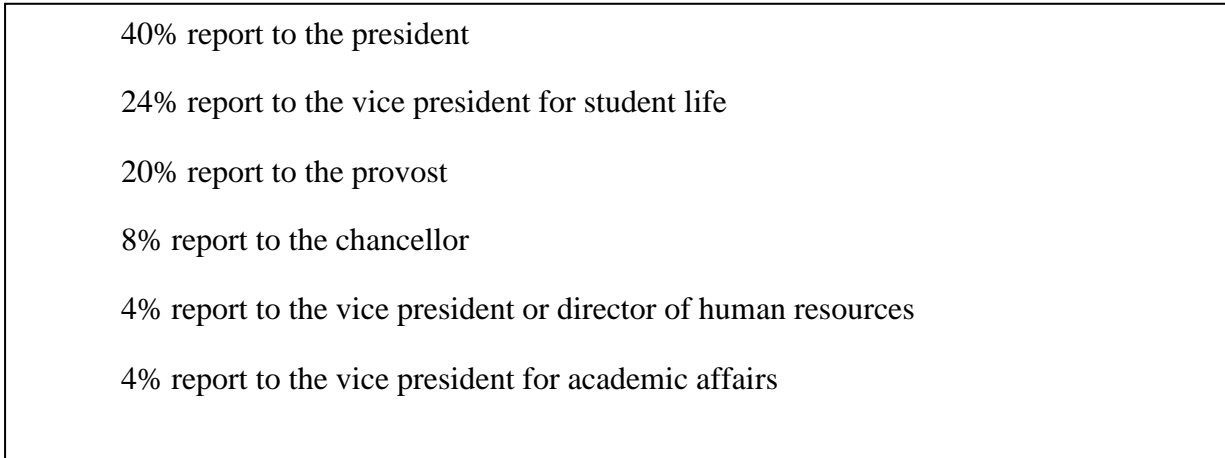 40% report to the president
24% report to the vice president for student life
20% report to the provost
8% report to the chancellor
4% report to the vice president or director of human resources
4% report to the vice president for academic affairs